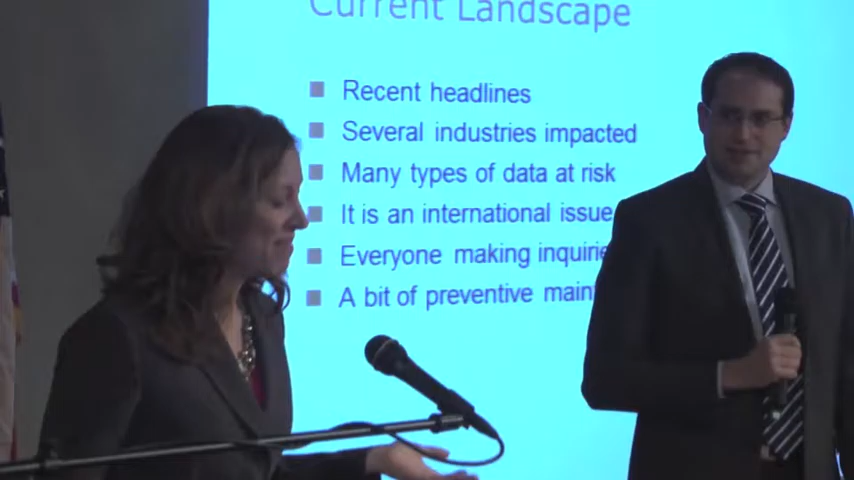 Current Landscape
Recent headlines
Several industries impacted
Many types of data at risk
It is an international issue
Everyone making
A bit of preventive